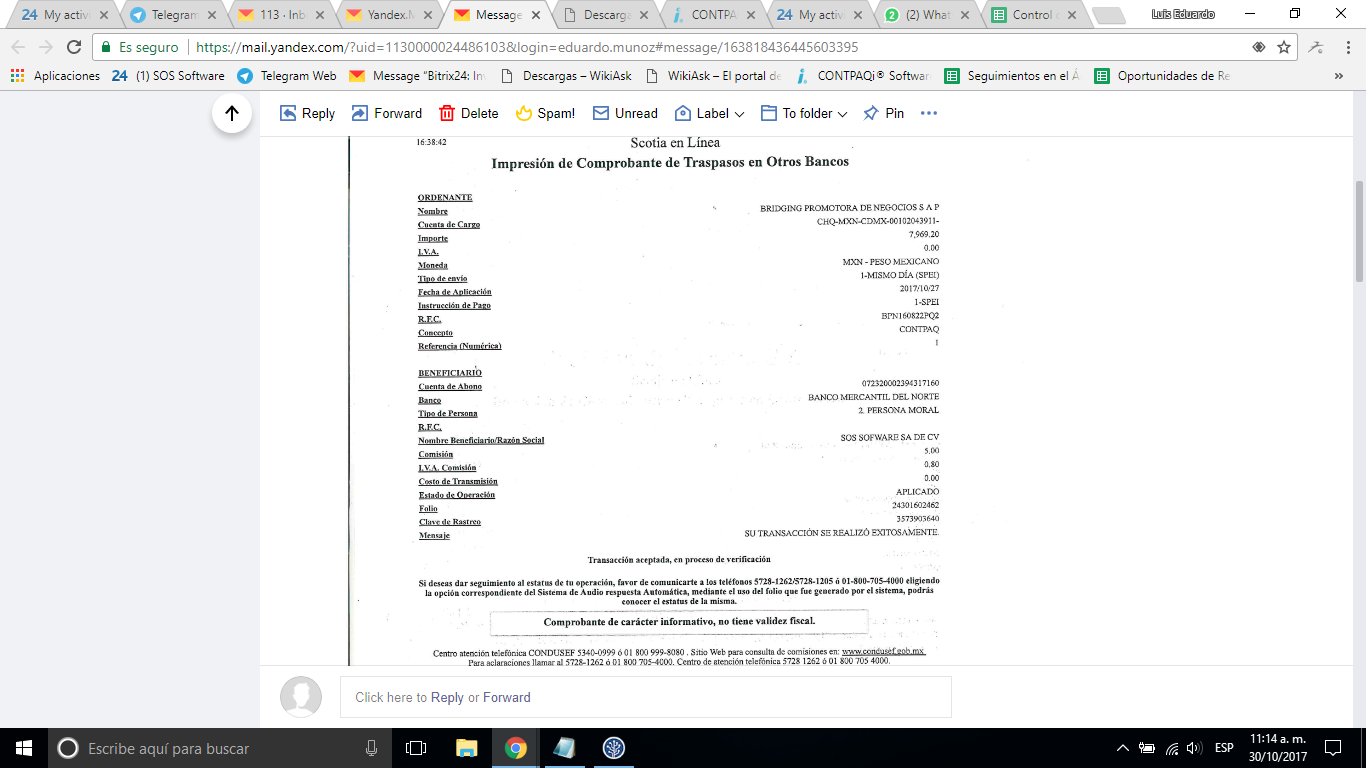 24 My activi
Telegram
113 · Inb
Yandex.M
Message
Descarga
CONTPA
24 My activi
(2) What
Control
Luis Eduardo
Es seguro | https://mail.yandex.com/?uid=1130000024486103&login=eduardo.munoz#message/163818436445603395
Aplicaciones
24 (1) SOS Software
Telegram Web
Message "Bitrix24: In
Descargas – WikiAsk
WikiAsk – El portal de
CONTPAQi® Softwar
Seguimientos en el Á
Oportunidades de Re
»
Reply
Forward
Delete
Spam!
Unread
Label
To folder
Pin
16:38:42
Scotia en Línea
Impresión de Comprobante de Traspasos en Otros Bancos
ORDENANTE
Nombre BRIDGING PROMOTORA DE NEGOCIOS S A P
Cuenta de Cargo CHQ-MXN-CDMX-00102043911-
Importe 7,969.20
I.V.A. 0.00
Moneda MXN - PESO MEXICANO
Tipo de envío 1-MISMO DÍA (SPEI)
Fecha de Aplicación 2017/10/27
Instrucción de Pago 1-SPEI
R.F.C. BPN160822PQ2
Concepto CONTPAQ
Referencia (Numérica) 1
BENEFICIARIO
Cuenta de Abono 072320002394317160
Banco BANCO MERCANTIL DEL NORTE
Tipo de Persona 2. PERSONA MORAL
R.F.C.
Nombre Beneficiario/Razón Social SOS SOFWARE SA DE CV
Comisión 5.00
I.V.A. Comisión 0.80
Costo de Transmisión 0.00
Estado de Operación APLICADO
Folio 24301602462
Clave de Rastreo 3573903640
Mensaje SU TRANSACCIÓN SE REALIZÓ EXITOSAMENTE.
Transacción aceptada, en proceso de verificación
Si deseas dar seguimiento al estatus de tu operación, favor de comunicarte a los teléfonos 5728-1262/5728-1205 ó 01-800-705-4000 eligiendo
la opción correspondiente del Sistema de Audio respuesta Automática, mediante el uso del folio que fue generado por el sistema, podrás
conocer el estatus de la misma.
Comprobante de carácter informativo, no tiene validez fiscal.
Centro atención telefónica CONDUSEF 5340-0999 ó 01 800 999-8080 . Sitio Web para consulta de comisiones en: www.condusef.gob.mx
Para aclaraciones llamar al 5728-1262 ó 01 800 705-4000. Centro de atención telefónica 5728 1262 ó 01 800 705 4000.
Click here to Reply or Forward
Escribe aquí para buscar
ESP
11:14 a. m.
30/10/2017